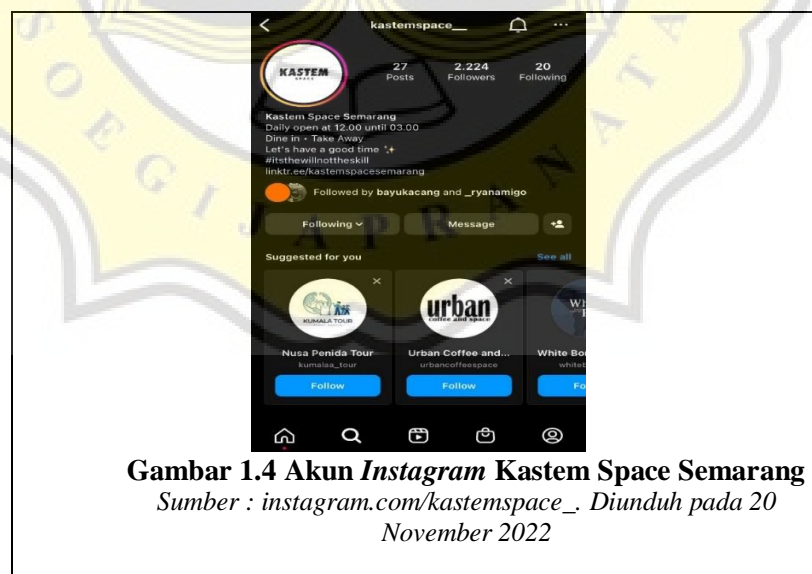 SOEGIJAPRANATA
kastemspace__
KASTEM
SPACE
27 2.224 20
Posts Followers Following
Kastem Space Semarang
Daily open at 12.00 until 03.00
Dine in • Take Away
Let's have a good time ✨
#itsthewillnottheskill
linktr.ee/kastemspacesemarang
Followed by bayukacang and _ryanamigo
Following Message
Suggested for you See all
KUMALA TOUR
urban
coffee and space
Nusa Penida Tour Urban Coffee and... White Bo
kumalaa_tour urbancoffeespace whiteb
Follow Follow Fo
Gambar 1.4 Akun Instagram Kastem Space Semarang
Sumber : instagram.com/kastemspace_. Diunduh pada 20
November 2022